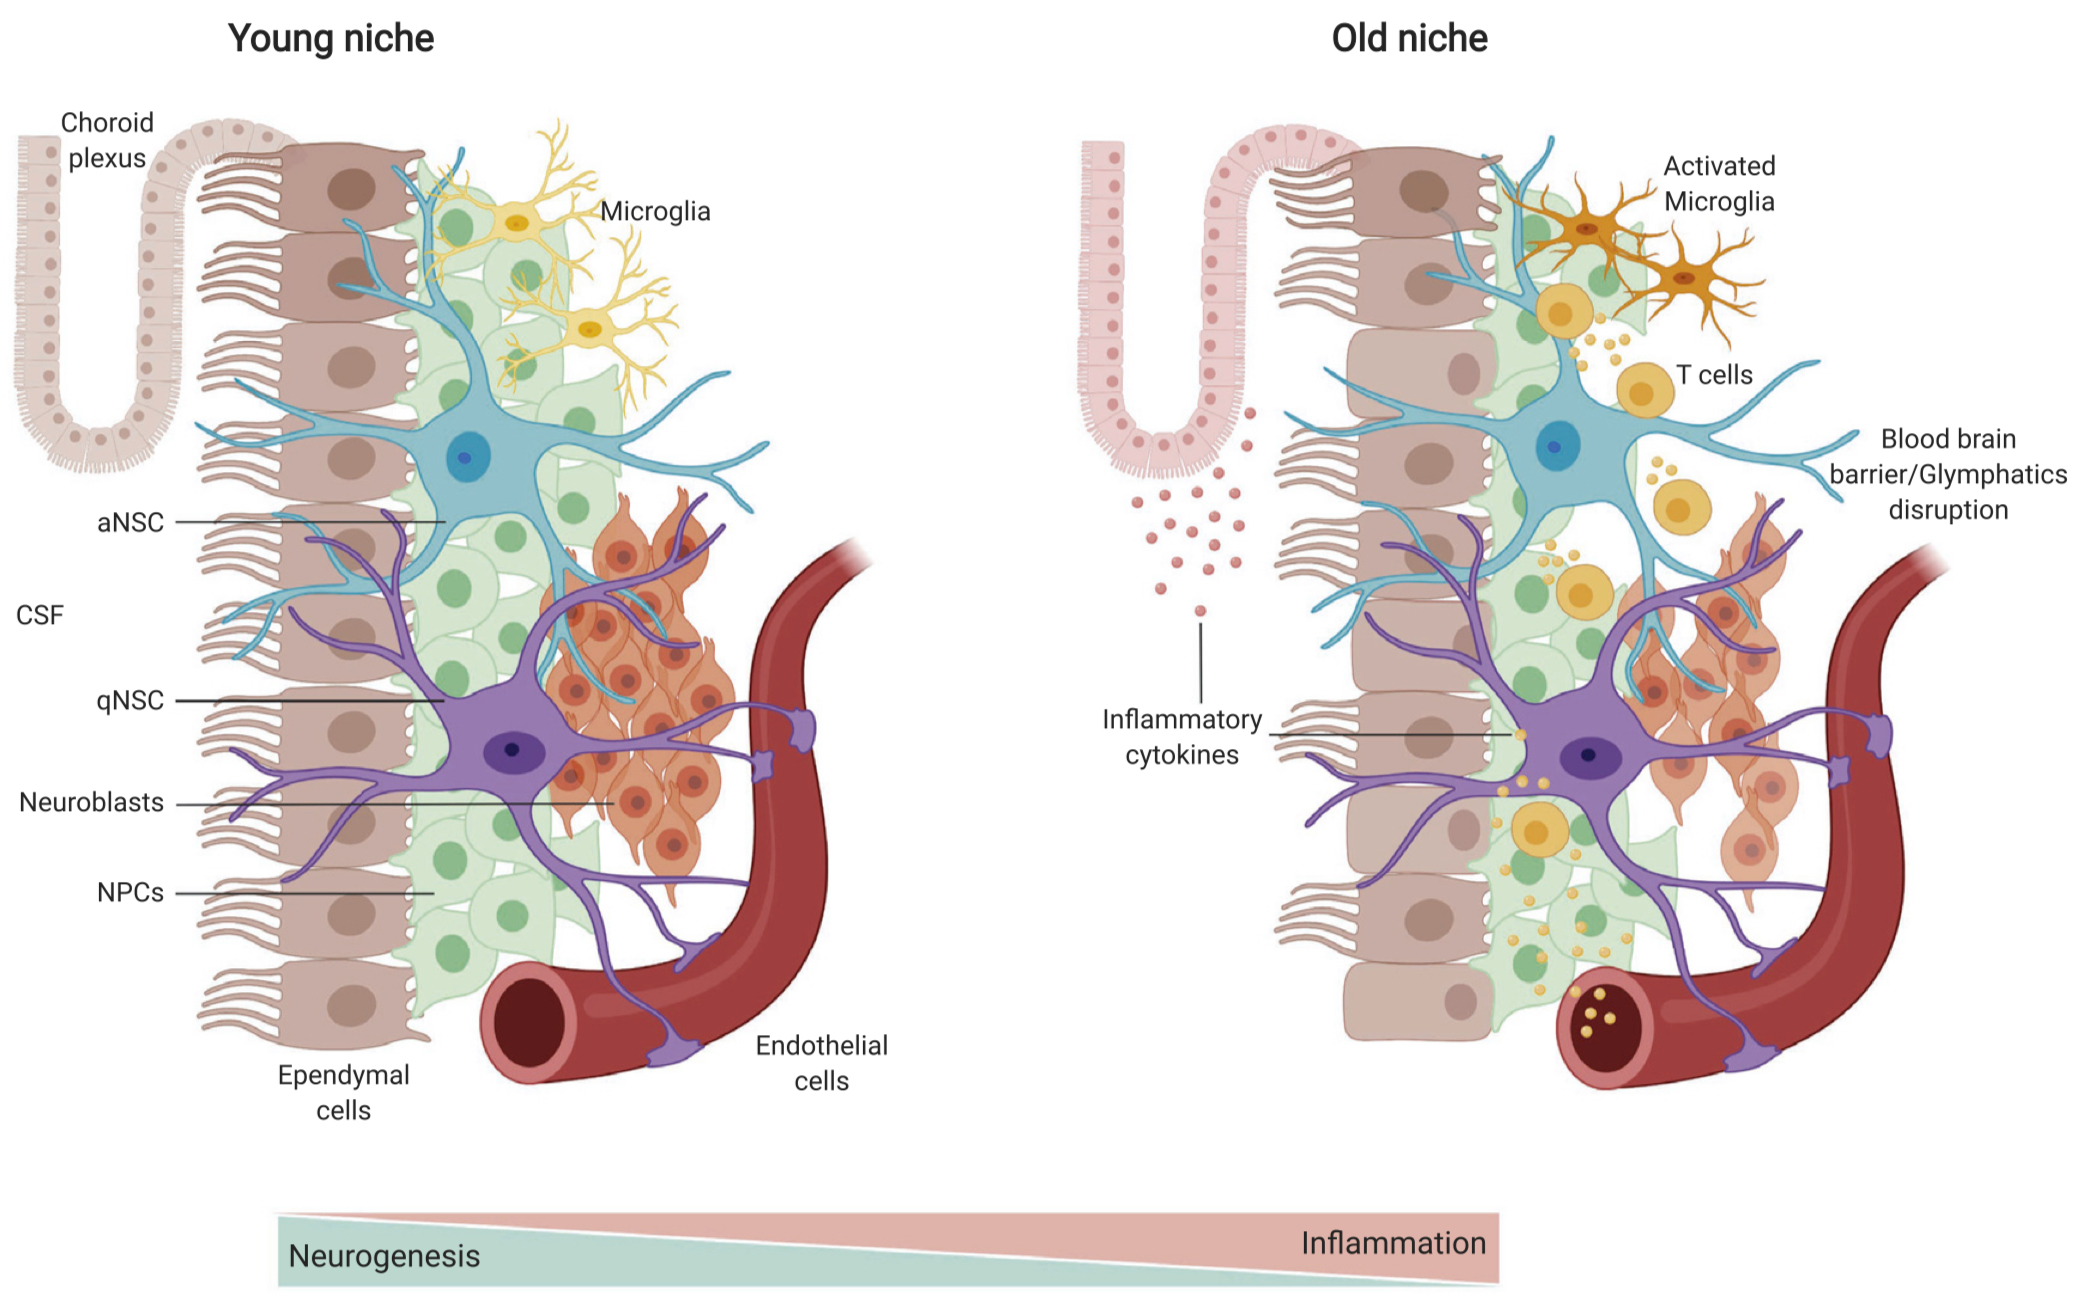 Young niche
Choroid
plexus
Microglia
aNSC
CSF
qNSC
Neuroblasts
NPCs
Ependymal
cells
Endothelial
cells
Old niche
Activated
Microglia
T cells
Blood brain
barrier/Glymphatics
disruption
Inflammatory
cytokines
Neurogenesis
Inflammation